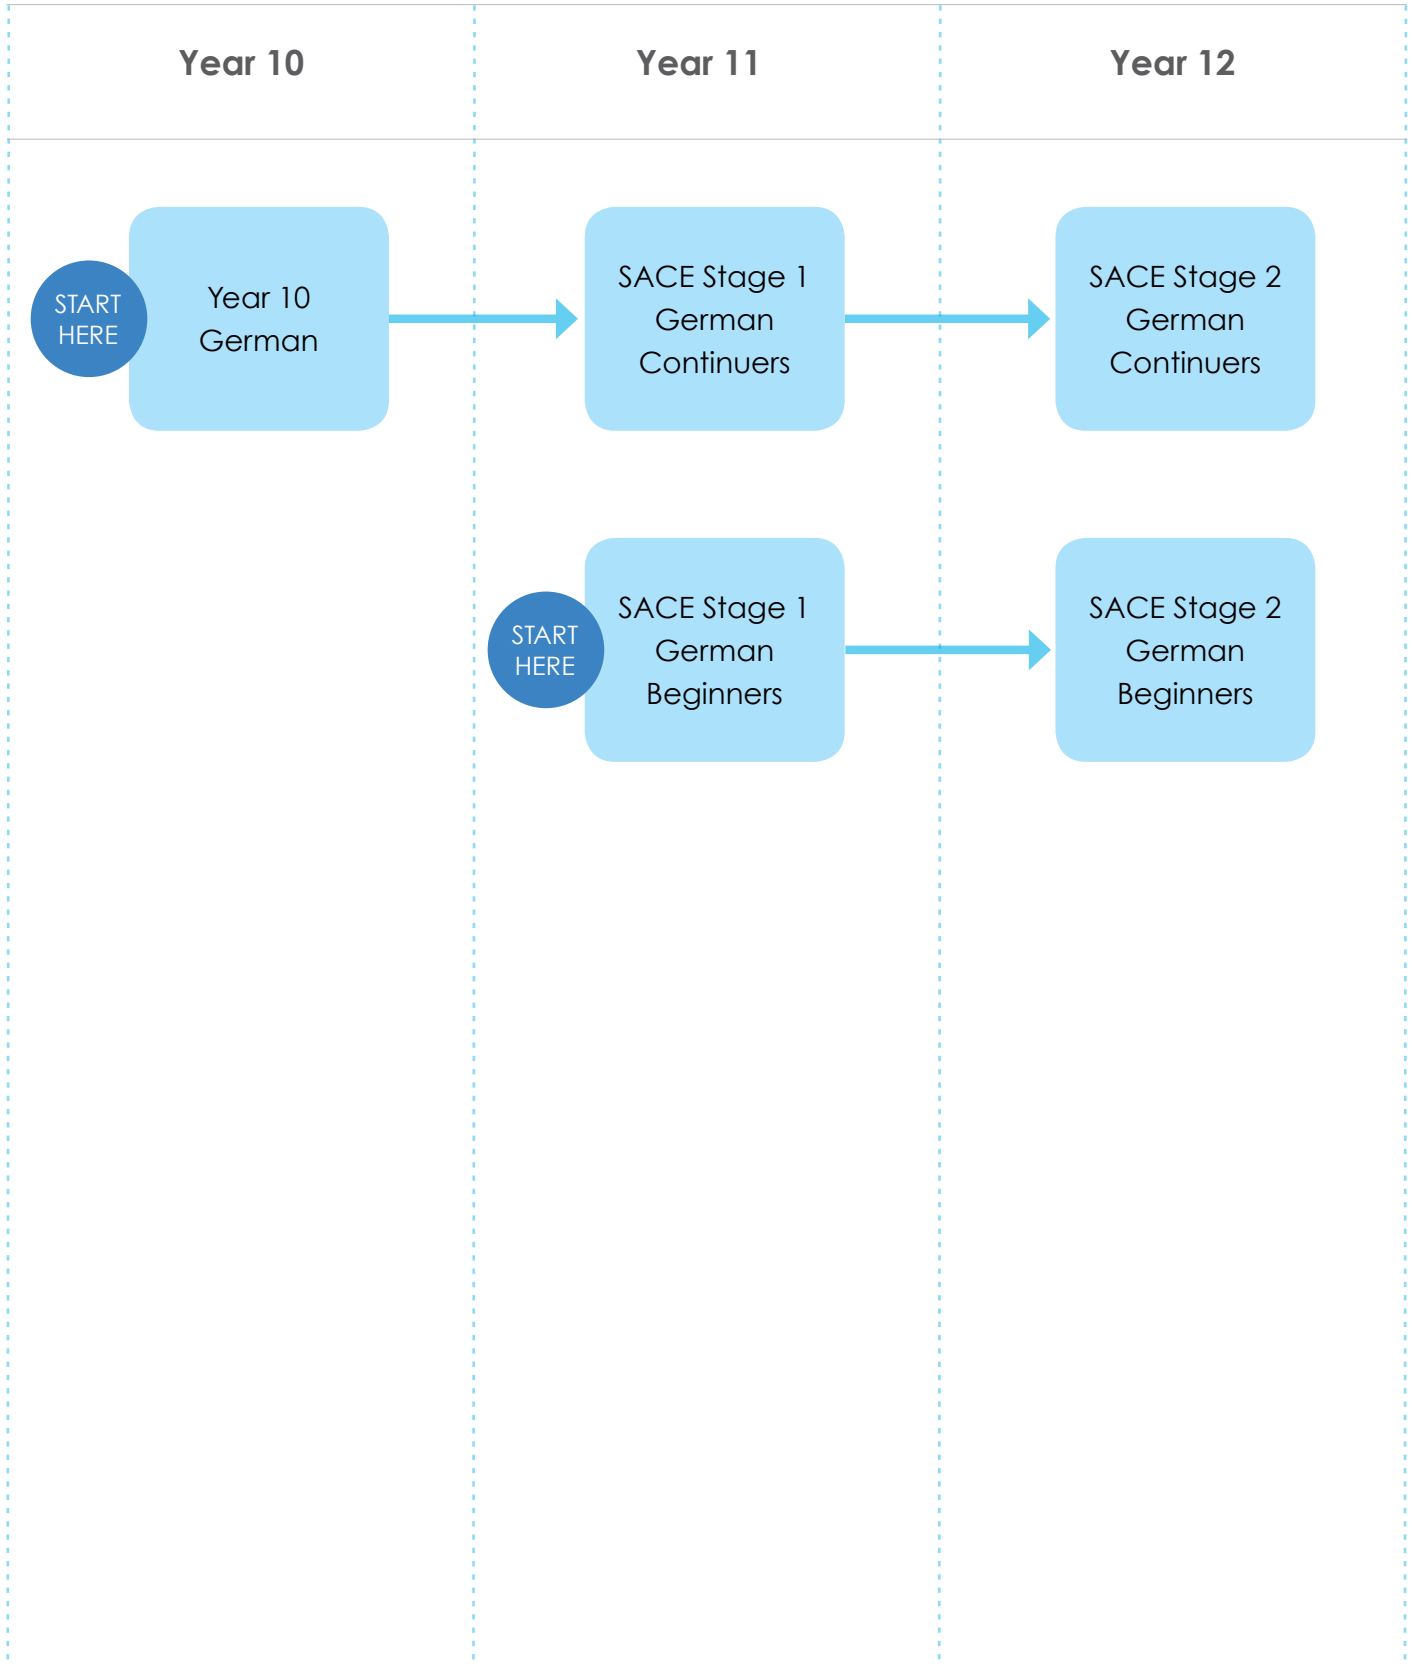 Year 10
Year 11
Year 12
START
HERE
Year 10
German
SACE Stage 1
German
Continuers
SACE Stage 2
German
Continuers
START
HERE
SACE Stage 1
German
Beginners
SACE Stage 2
German
Beginners